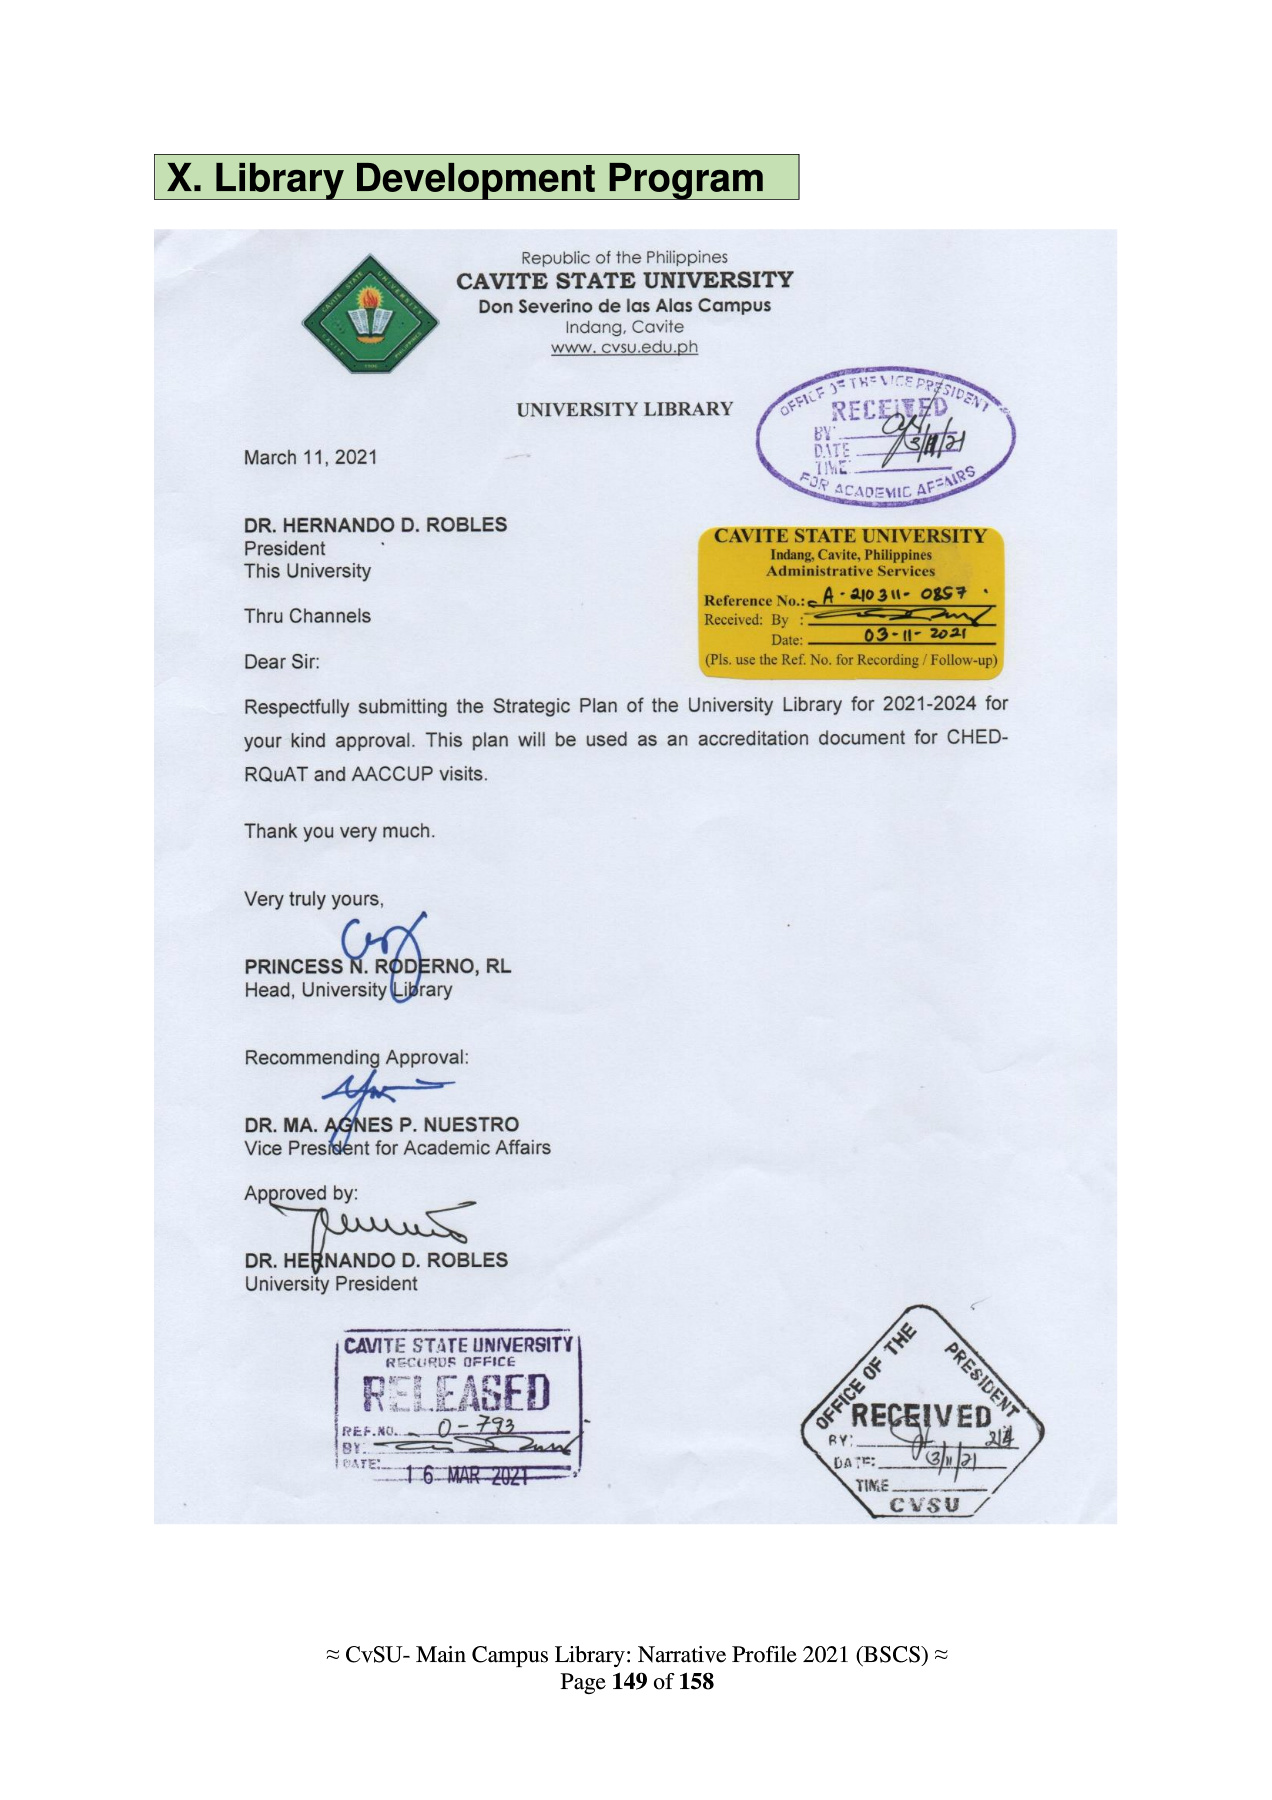 X. Library Development Program
Republic of the Philippines
CAVITE STATE UNIVERSITY
Don Severino de las Alas Campus
Indang, Cavite
www. cvsu.edu.ph
UNIVERSITY LIBRARY
OFFICE OF THE VICE PRESIDENT
RECEIVED
BY
DATE 3/11/21
TIME:
FOR ACADEMIC AFFAIRS
March 11, 2021
DR. HERNANDO D. ROBLES
President
This University
CAVITE STATE UNIVERSITY
Indang, Cavite, Philippines
Administrative Services
Reference No.: A-210311-0857
Received: By :
Date: 03-11-2021
(Pls. use the Ref. No. for Recording / Follow-up)
Thru Channels
Dear Sir:
Respectfully submitting the Strategic Plan of the University Library for 2021-2024 for
your kind approval. This plan will be used as an accreditation document for CHED-
RQuAT and AACCUP visits.
Thank you very much.
Very truly yours,
PRINCESS N. RODERNO, RL
Head, University Library
Recommending Approval:
DR. MA. AGNES P. NUESTRO
Vice President for Academic Affairs
Approved by:
DR. HERNANDO D. ROBLES
University President
CAVITE STATE UNIVERSITY
RECORDS OFFICE
RELEASED
REF.NO. 0-793
BY:
DATE: 16 MAR 2021
OFFICE OF THE PRESIDENT
RECEIVED
BY:
DATE: 3/11/21
TIME
CVSU
≈ CvSU- Main Campus Library: Narrative Profile 2021 (BSCS) ≈
Page 149 of 158